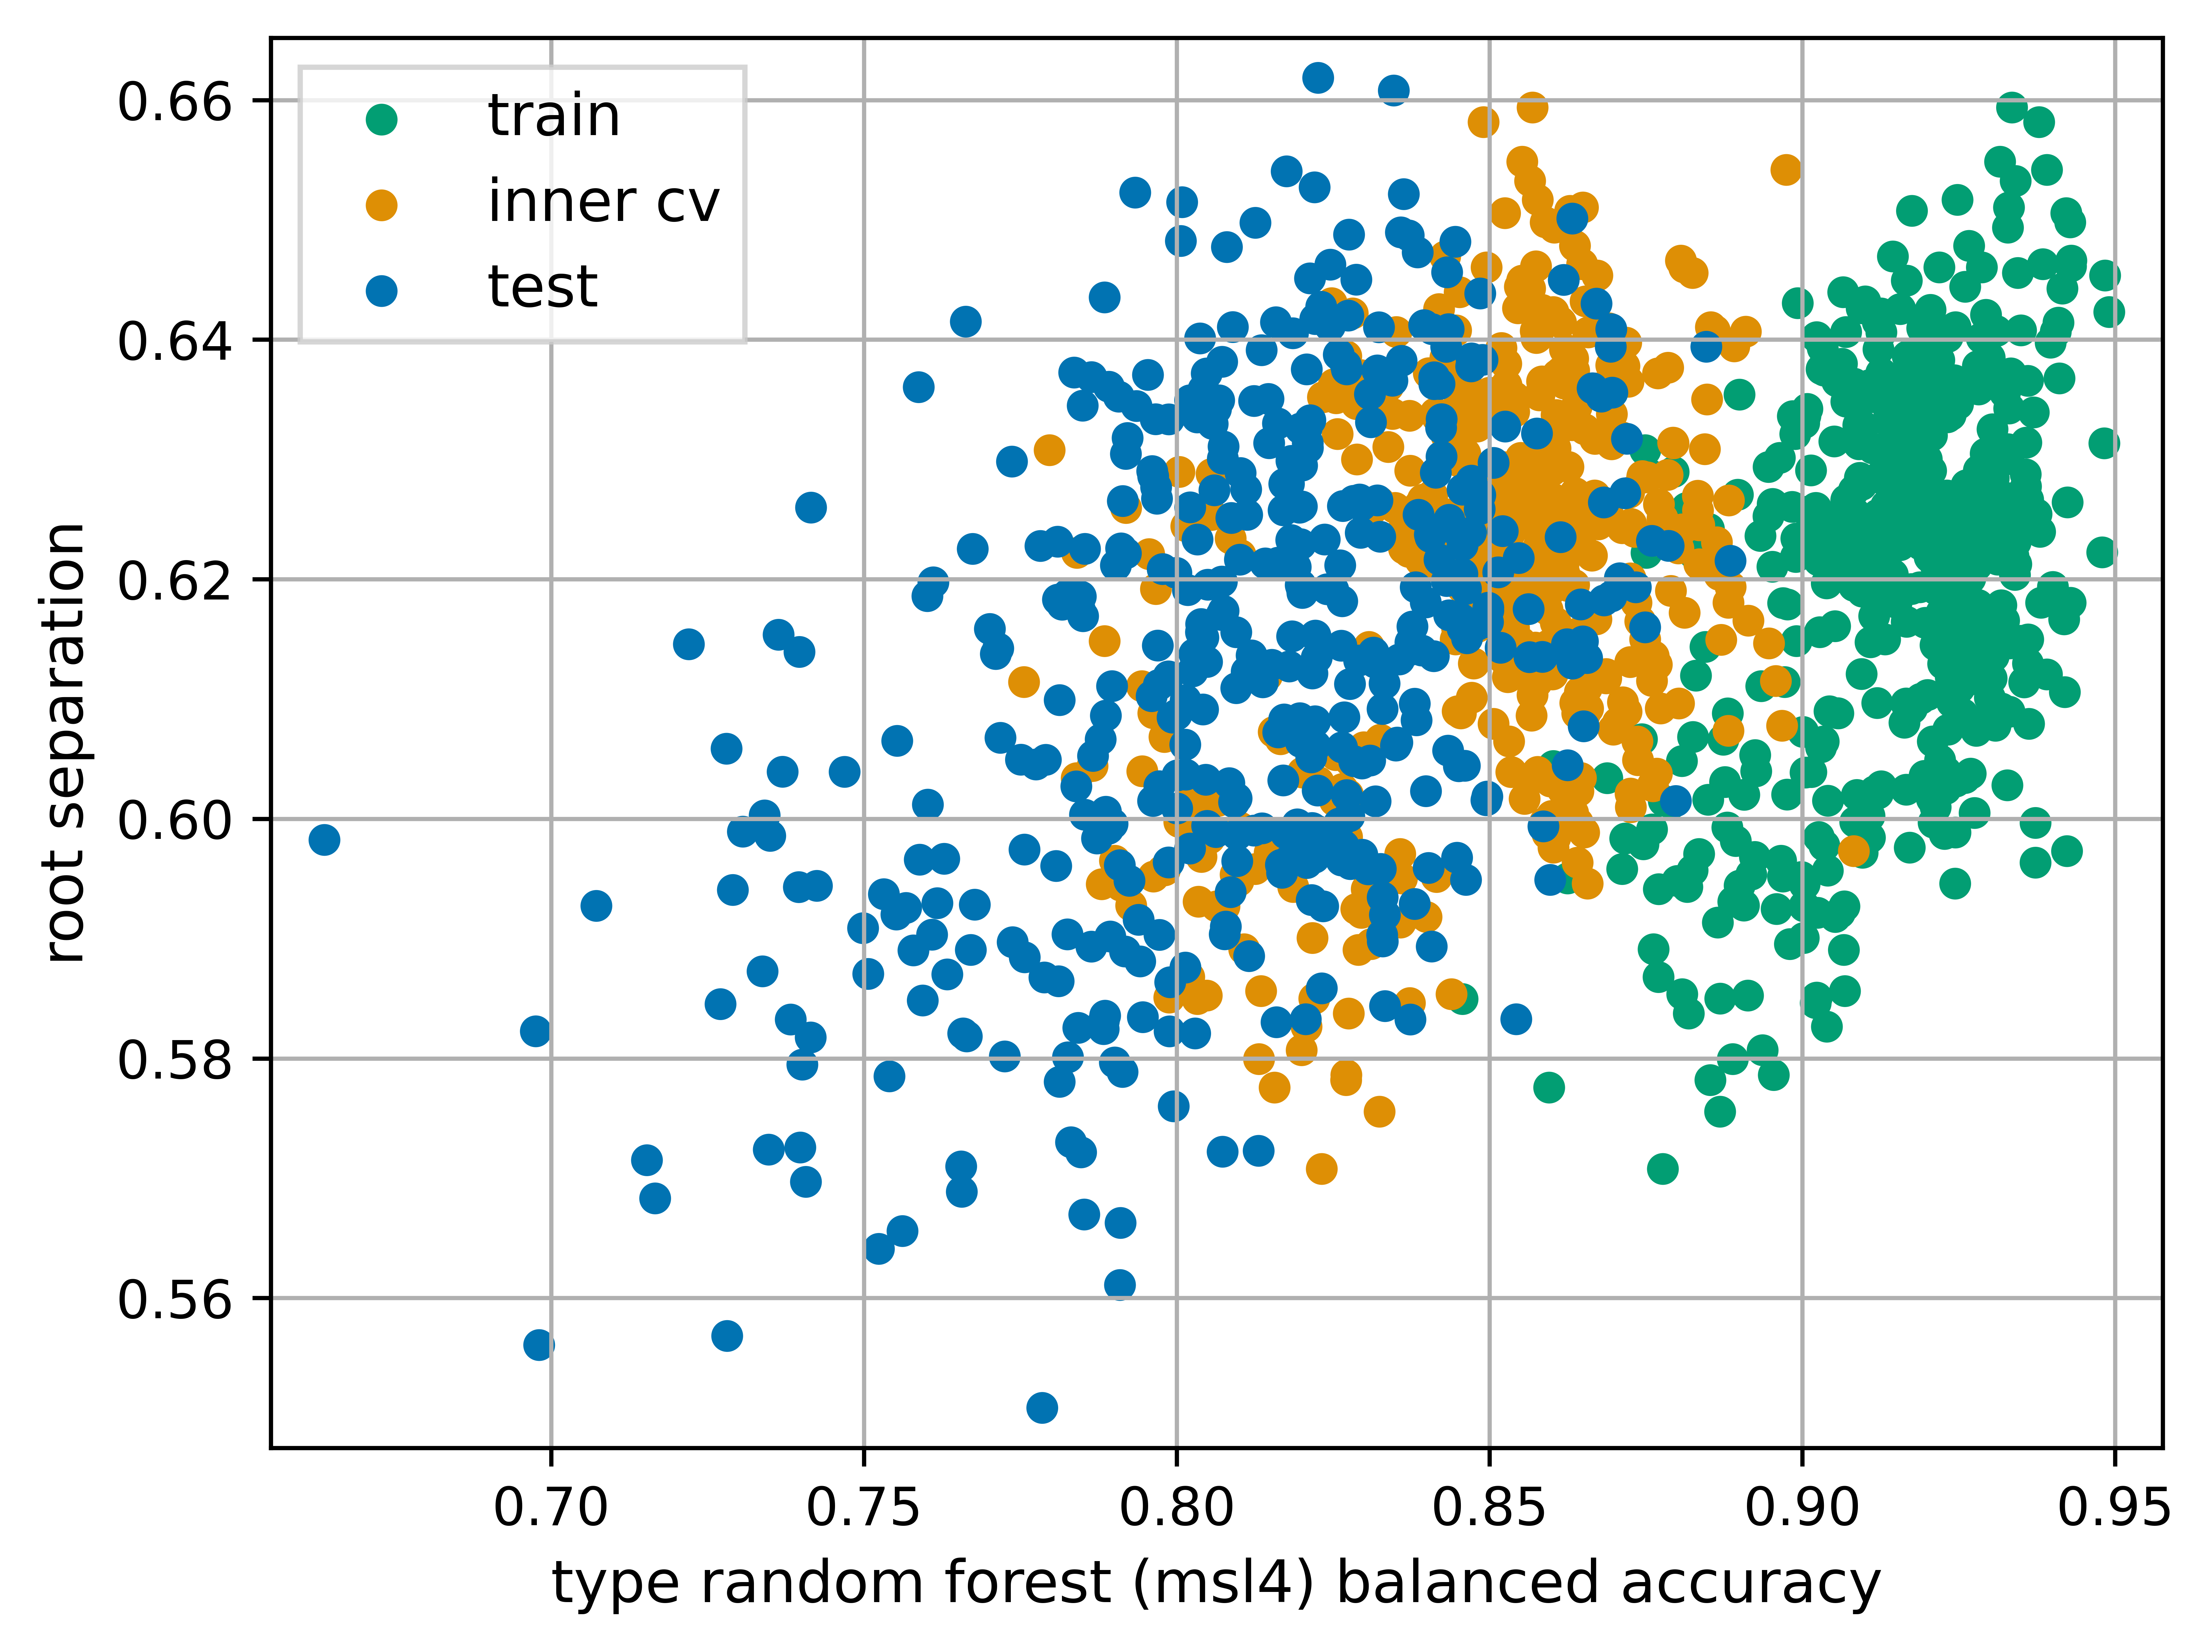 train
inner cv
test
0.66
0.64
0.62
0.60
0.58
0.56
root separation
0.70 0.75 0.80 0.85 0.90 0.95
type random forest (msl4) balanced accuracy